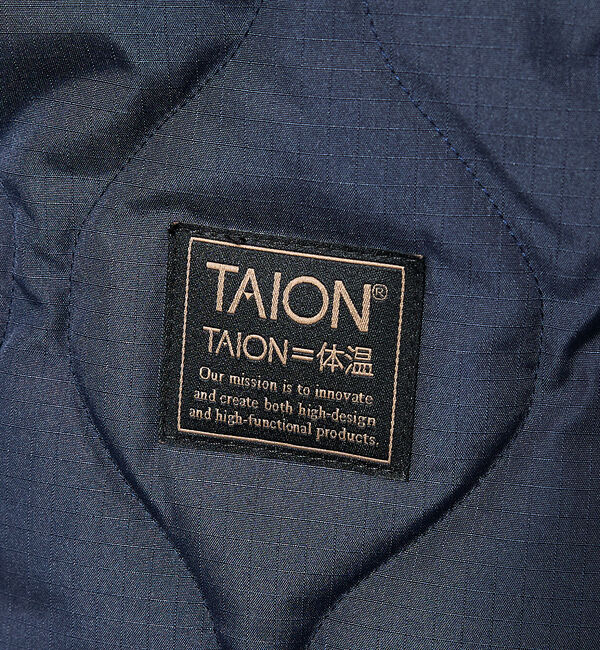 TAION®
TAION=体温
Our mission is to innovate
and create both high-design
and high-functional products.